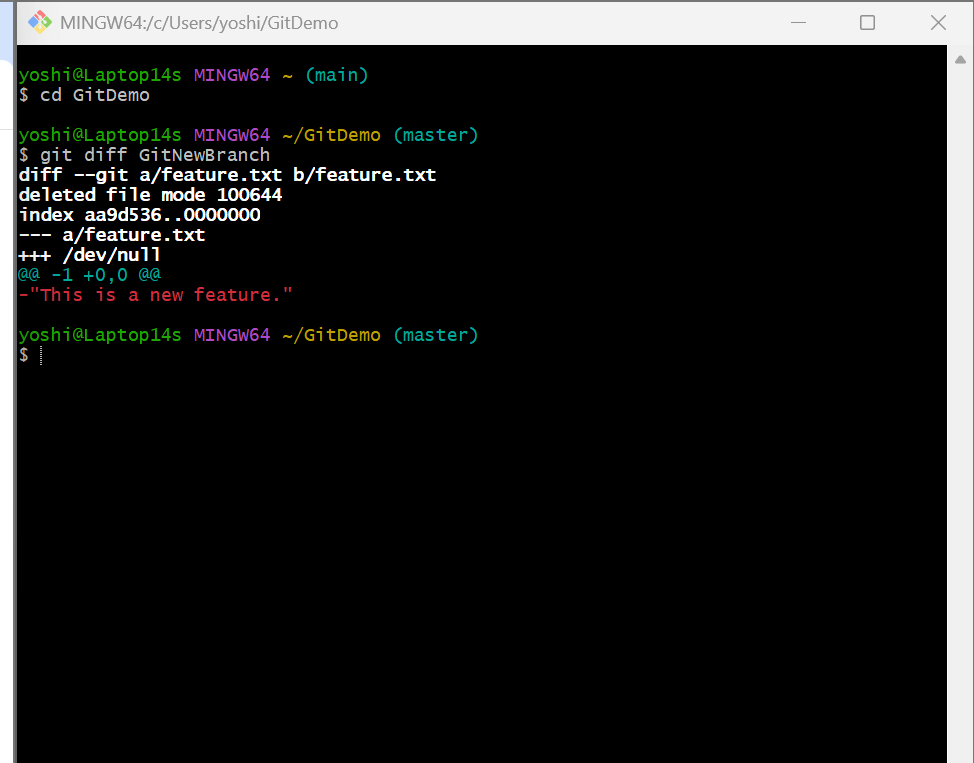 MINGW64:/c/Users/yoshi/GitDemo
yoshi@Laptop14s MINGW64 ~ (main)
$ cd GitDemo
yoshi@Laptop14s MINGW64 ~/GitDemo (master)
$ git diff GitNewBranch
diff --git a/feature.txt b/feature.txt
deleted file mode 100644
index aa9d536..0000000
--- a/feature.txt
+++ /dev/null
@@ -1 +0,0 @@
-"This is a new feature."
yoshi@Laptop14s MINGW64 ~/GitDemo (master)
$